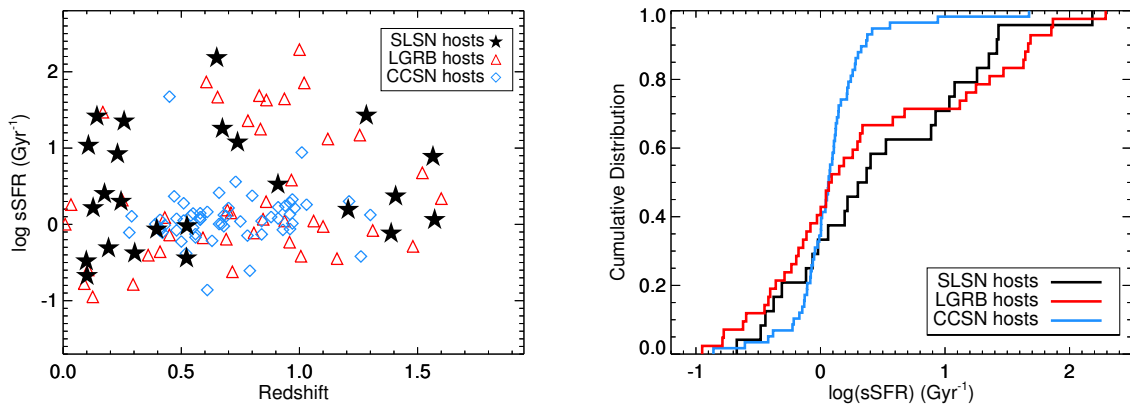 log sSFR (Gyr⁻¹)
2
1
0
-1
0.0
0.5
1.0
1.5
Redshift
SLSN hosts
LGRB hosts
CCSN hosts
Cumulative Distribution
1.0
0.8
0.6
0.4
0.2
0.0
-1
0
1
2
log(sSFR) (Gyr⁻¹)
SLSN hosts
LGRB hosts
CCSN hosts